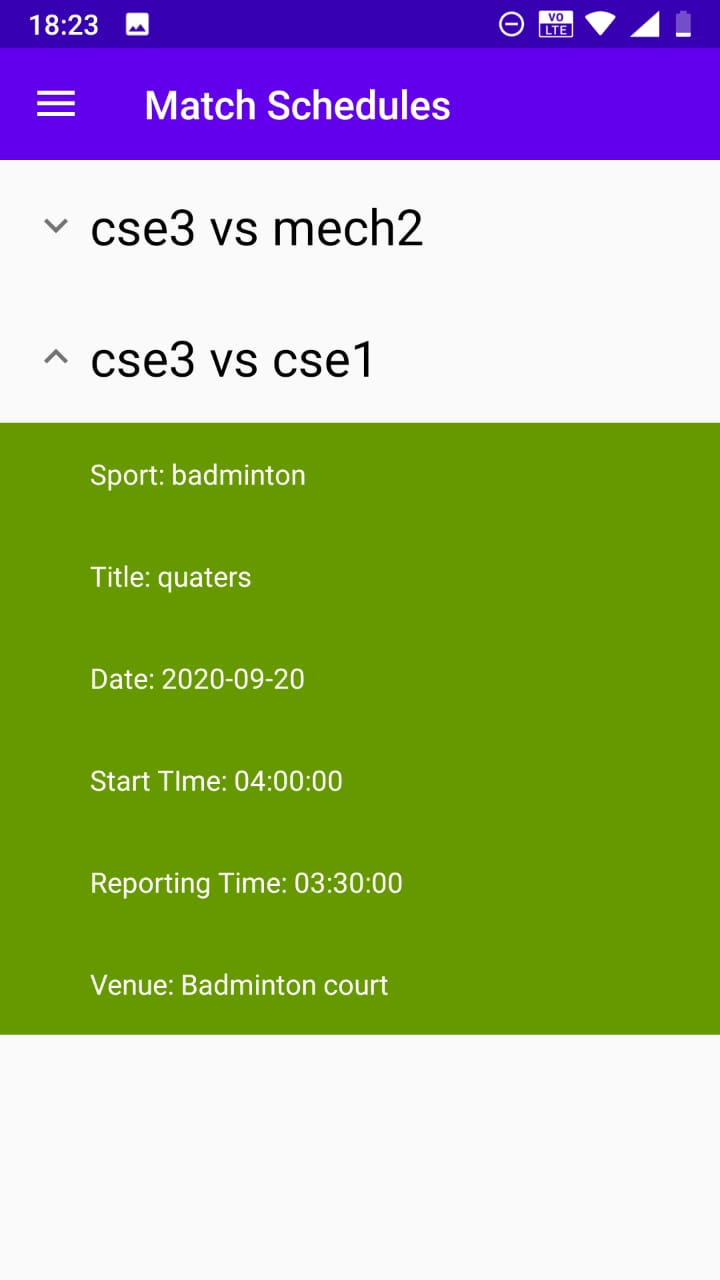 18:23
VO
LTE
Match Schedules
cse3 vs mech2
cse3 vs cse1
Sport: badminton
Title: quaters
Date: 2020-09-20
Start TIme: 04:00:00
Reporting Time: 03:30:00
Venue: Badminton court